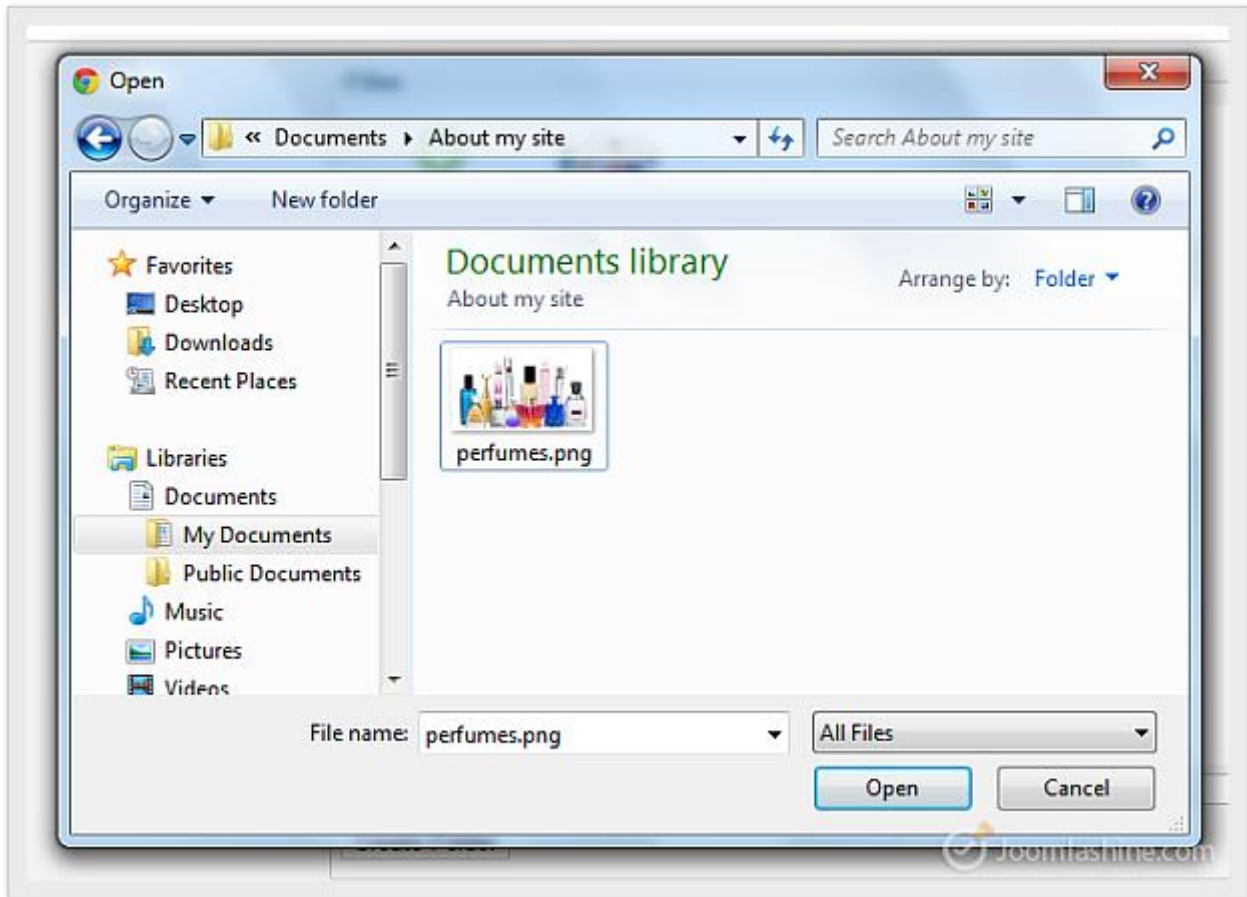 Open
« Documents ▸ About my site
Search About my site
Organize
New folder
Favorites
Desktop
Downloads
Recent Places
Libraries
Documents
My Documents
Public Documents
Music
Pictures
Videos
Documents library
About my site
Arrange by: Folder
perfumes.png
File name: perfumes.png
All Files
Open
Cancel
Joomlashine.com